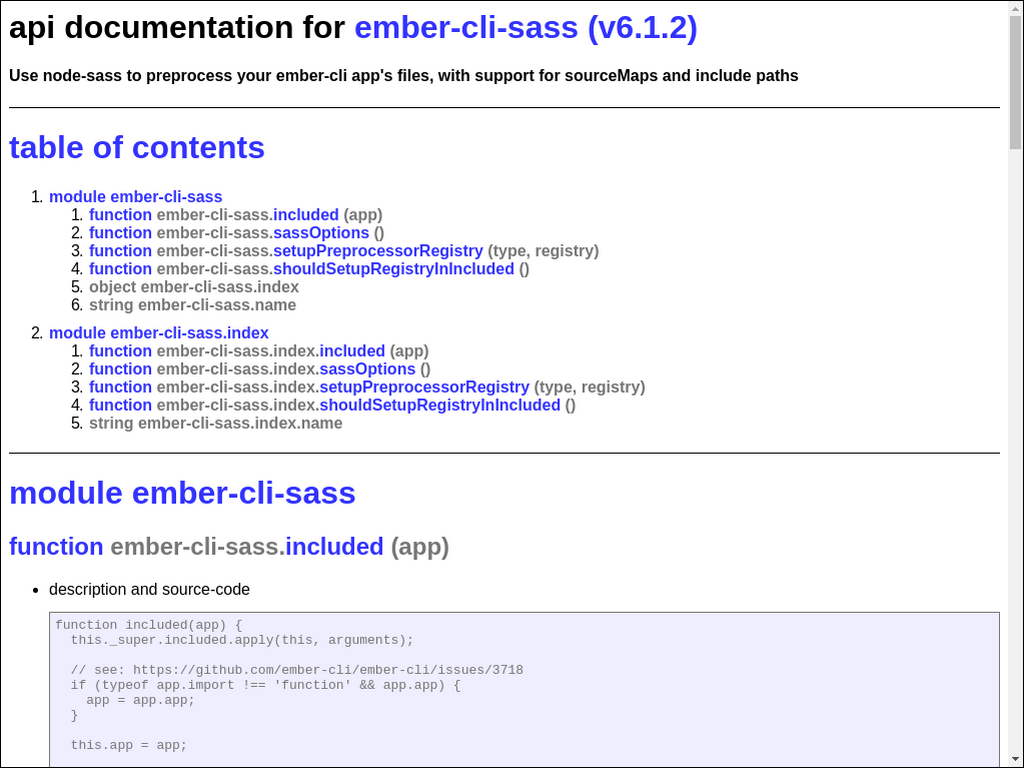 api documentation for ember-cli-sass (v6.1.2)
Use node-sass to preprocess your ember-cli app's files, with support for sourceMaps and include paths
table of contents
1. module ember-cli-sass
1. function ember-cli-sass.included (app)
2. function ember-cli-sass.sassOptions ()
3. function ember-cli-sass.setupPreprocessorRegistry (type, registry)
4. function ember-cli-sass.shouldSetupRegistryInIncluded ()
5. object ember-cli-sass.index
6. string ember-cli-sass.name
2. module ember-cli-sass.index
1. function ember-cli-sass.index.included (app)
2. function ember-cli-sass.index.sassOptions ()
3. function ember-cli-sass.index.setupPreprocessorRegistry (type, registry)
4. function ember-cli-sass.index.shouldSetupRegistryInIncluded ()
5. string ember-cli-sass.index.name
module ember-cli-sass
function ember-cli-sass.included (app)
• description and source-code
function included(app) {
  this._super.included.apply(this, arguments);
  // see: https://github.com/ember-cli/ember-cli/issues/3718
  if (typeof app.import !== 'function' && app.app) {
    app = app.app;
  }
  this.app = app;